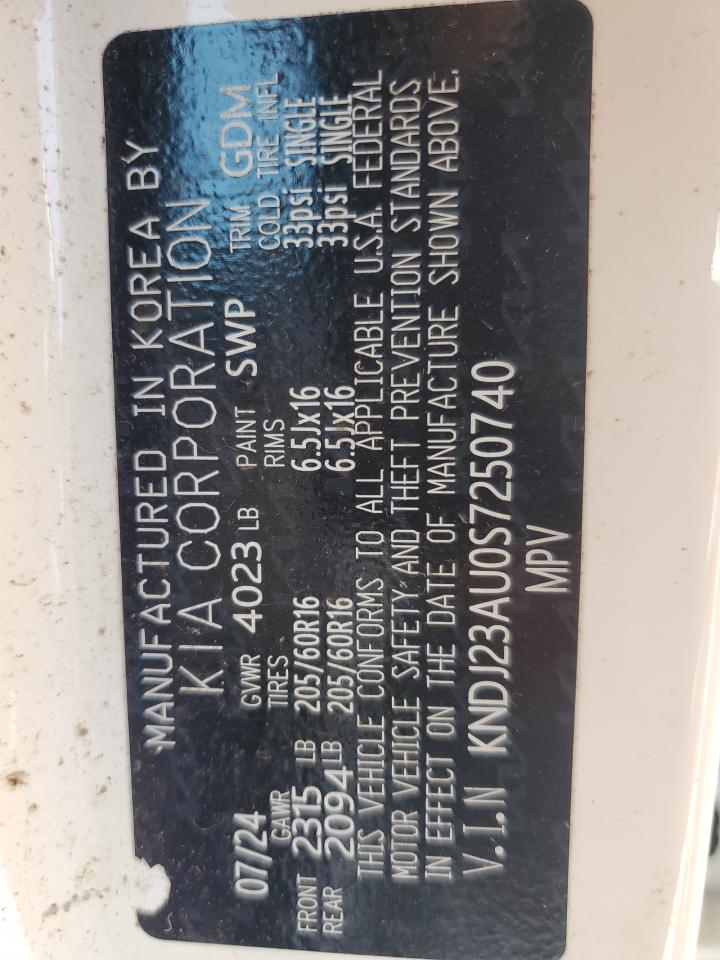 MANUFACTURED IN KOREA BY
KIA CORPORATION
07/24 GVWR 4023 LB PAINT SWP TRIM GDM
GAWR TIRES RIMS COLD TIRE INFL
FRONT 2315 LB 205/60R16 6.5Jx16 33psi SINGLE
REAR 2094 LB 205/60R16 6.5Jx16 33psi SINGLE
THIS VEHICLE CONFORMS TO ALL APPLICABLE U.S.A. FEDERAL
MOTOR VEHICLE SAFETY AND THEFT PREVENTION STANDARDS
IN EFFECT ON THE DATE OF MANUFACTURE SHOWN ABOVE.
V.I.N KNDJ23AU0S7250740
MPV